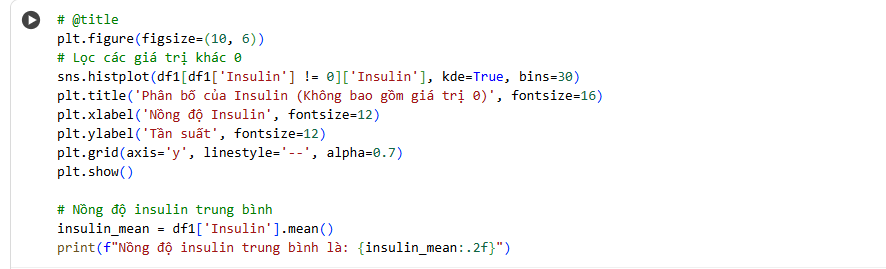 # @title
plt.figure(figsize=(10, 6))
# Lọc các giá trị khác 0
sns.histplot(df1[df1['Insulin'] != 0]['Insulin'], kde=True, bins=30)
plt.title('Phân bố của Insulin (Không bao gồm giá trị 0)', fontsize=16)
plt.xlabel('Nồng độ Insulin', fontsize=12)
plt.ylabel('Tần suất', fontsize=12)
plt.grid(axis='y', linestyle='--', alpha=0.7)
plt.show()
# Nồng độ insulin trung bình
insulin_mean = df1['Insulin'].mean()
print(f"Nồng độ insulin trung bình là: {insulin_mean:.2f}")